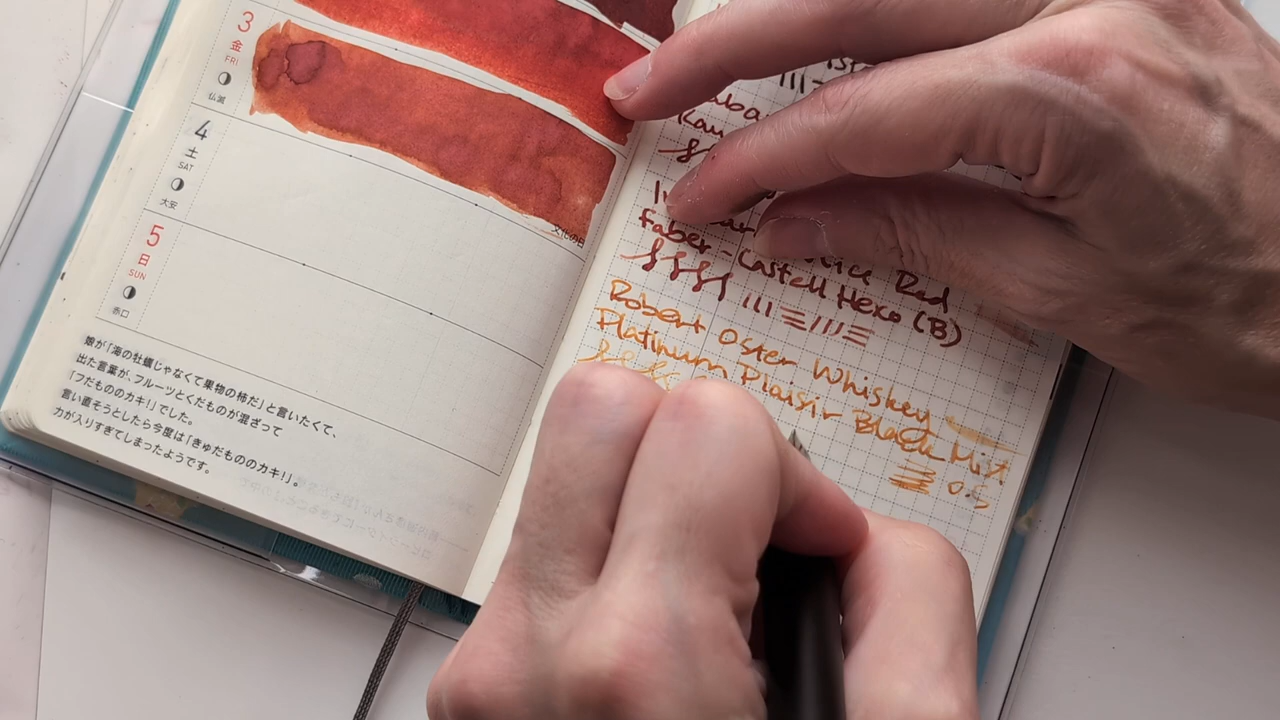 3
金
FRI
仏滅
文化の日
4
土
SAT
大安
5
日
SUN
赤口
娘が「海の牡蠣じゃなくて果物の柿だ」と言いたくて、
出た言葉が、フルーツとくだものが混ざって
「フだもののカキ!」でした。
言い直そうとしたら今度は「きゅだもののカキ!」。
力が入りすぎてしまったようです。
Red
Faber-Castell Hexo (B)
Robert Oster Whiskey
Platinum Plaisir Black Mist
0.5